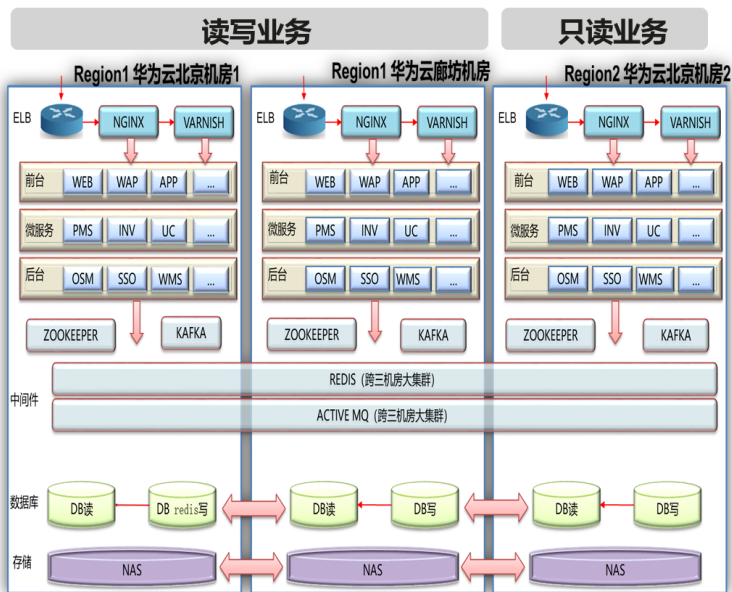 读写业务 只读业务
Region1 华为云北京机房1 Region1 华为云廊坊机房 Region2 华为云北京机房2
ELB NGINX VARNISH ELB NGINX VARNISH ELB NGINX VARNISH
前台 WEB WAP APP ... 前台 WEB WAP APP ... 前台 WEB WAP APP ...
微服务 PMS INV UC ... 微服务 PMS INV UC ... 微服务 PMS INV UC ...
后台 OSM SSO WMS ... 后台 OSM SSO WMS ... 后台 OSM SSO WMS ...
ZOOKEEPER KAFKA ZOOKEEPER KAFKA ZOOKEEPER KAFKA
REDIS (跨三机房大集群)
中间件
ACTIVE MQ (跨三机房大集群)
数据库 DB读 DB redis写 DB读 DB写 DB读 DB写
存储 NAS NAS NAS